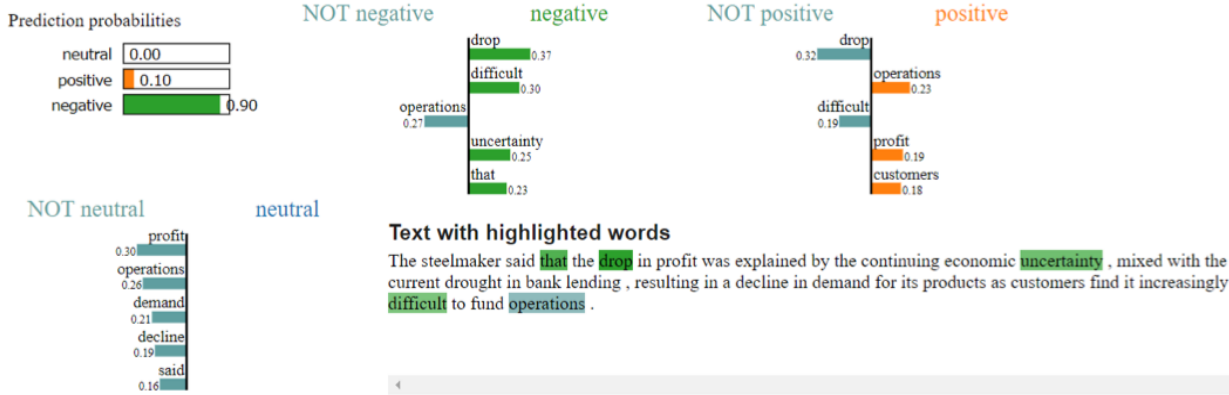 Prediction probabilities
neutral 0.00
positive 0.10
negative 0.90
NOT negative negative
drop
0.37
difficult
0.30
operations
0.27
uncertainty
0.25
that
0.23
NOT positive positive
drop
0.32
operations
0.23
difficult
0.19
profit
0.19
customers
0.18
NOT neutral neutral
profit
0.30
operations
0.26
demand
0.21
decline
0.19
said
0.16
Text with highlighted words
The steelmaker said that the drop in profit was explained by the continuing economic uncertainty , mixed with the
current drought in bank lending , resulting in a decline in demand for its products as customers find it increasingly
difficult to fund operations .